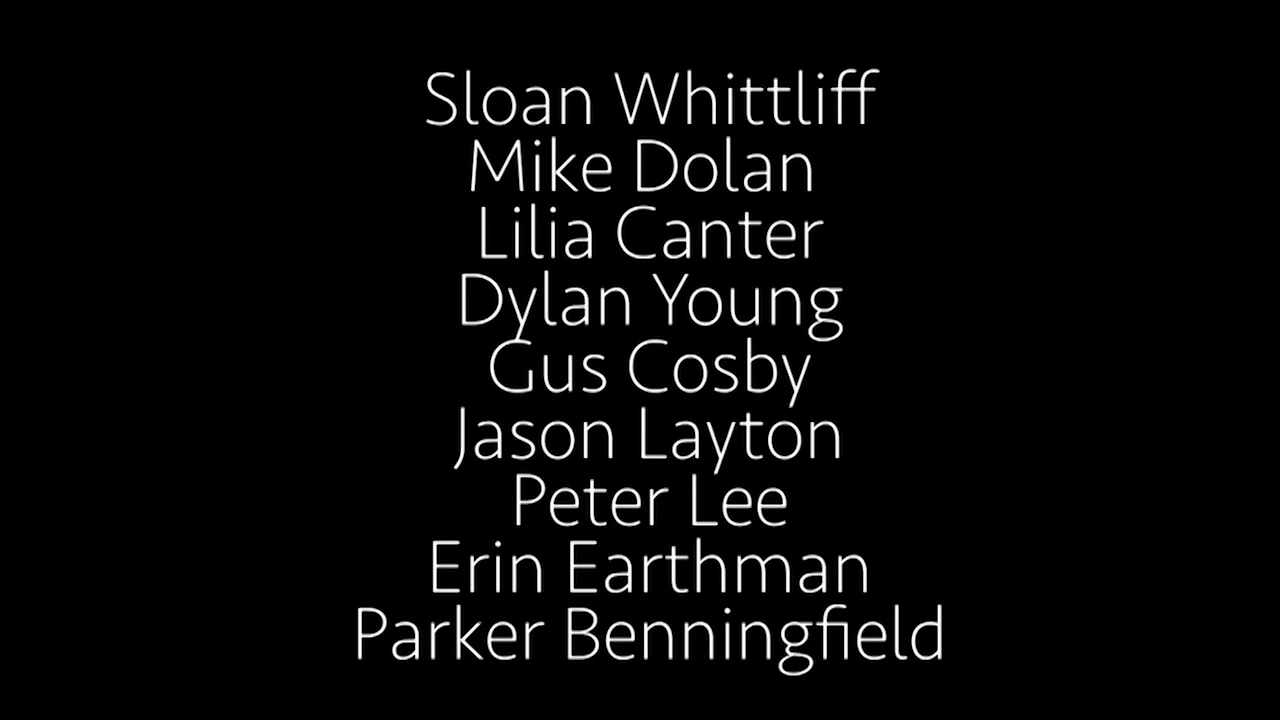 Sloan Whittliff
Mike Dolan
Lilia Canter
Dylan Young
Gus Cosby
Jason Layton
Peter Lee
Erin Earthman
Parker Benningfield